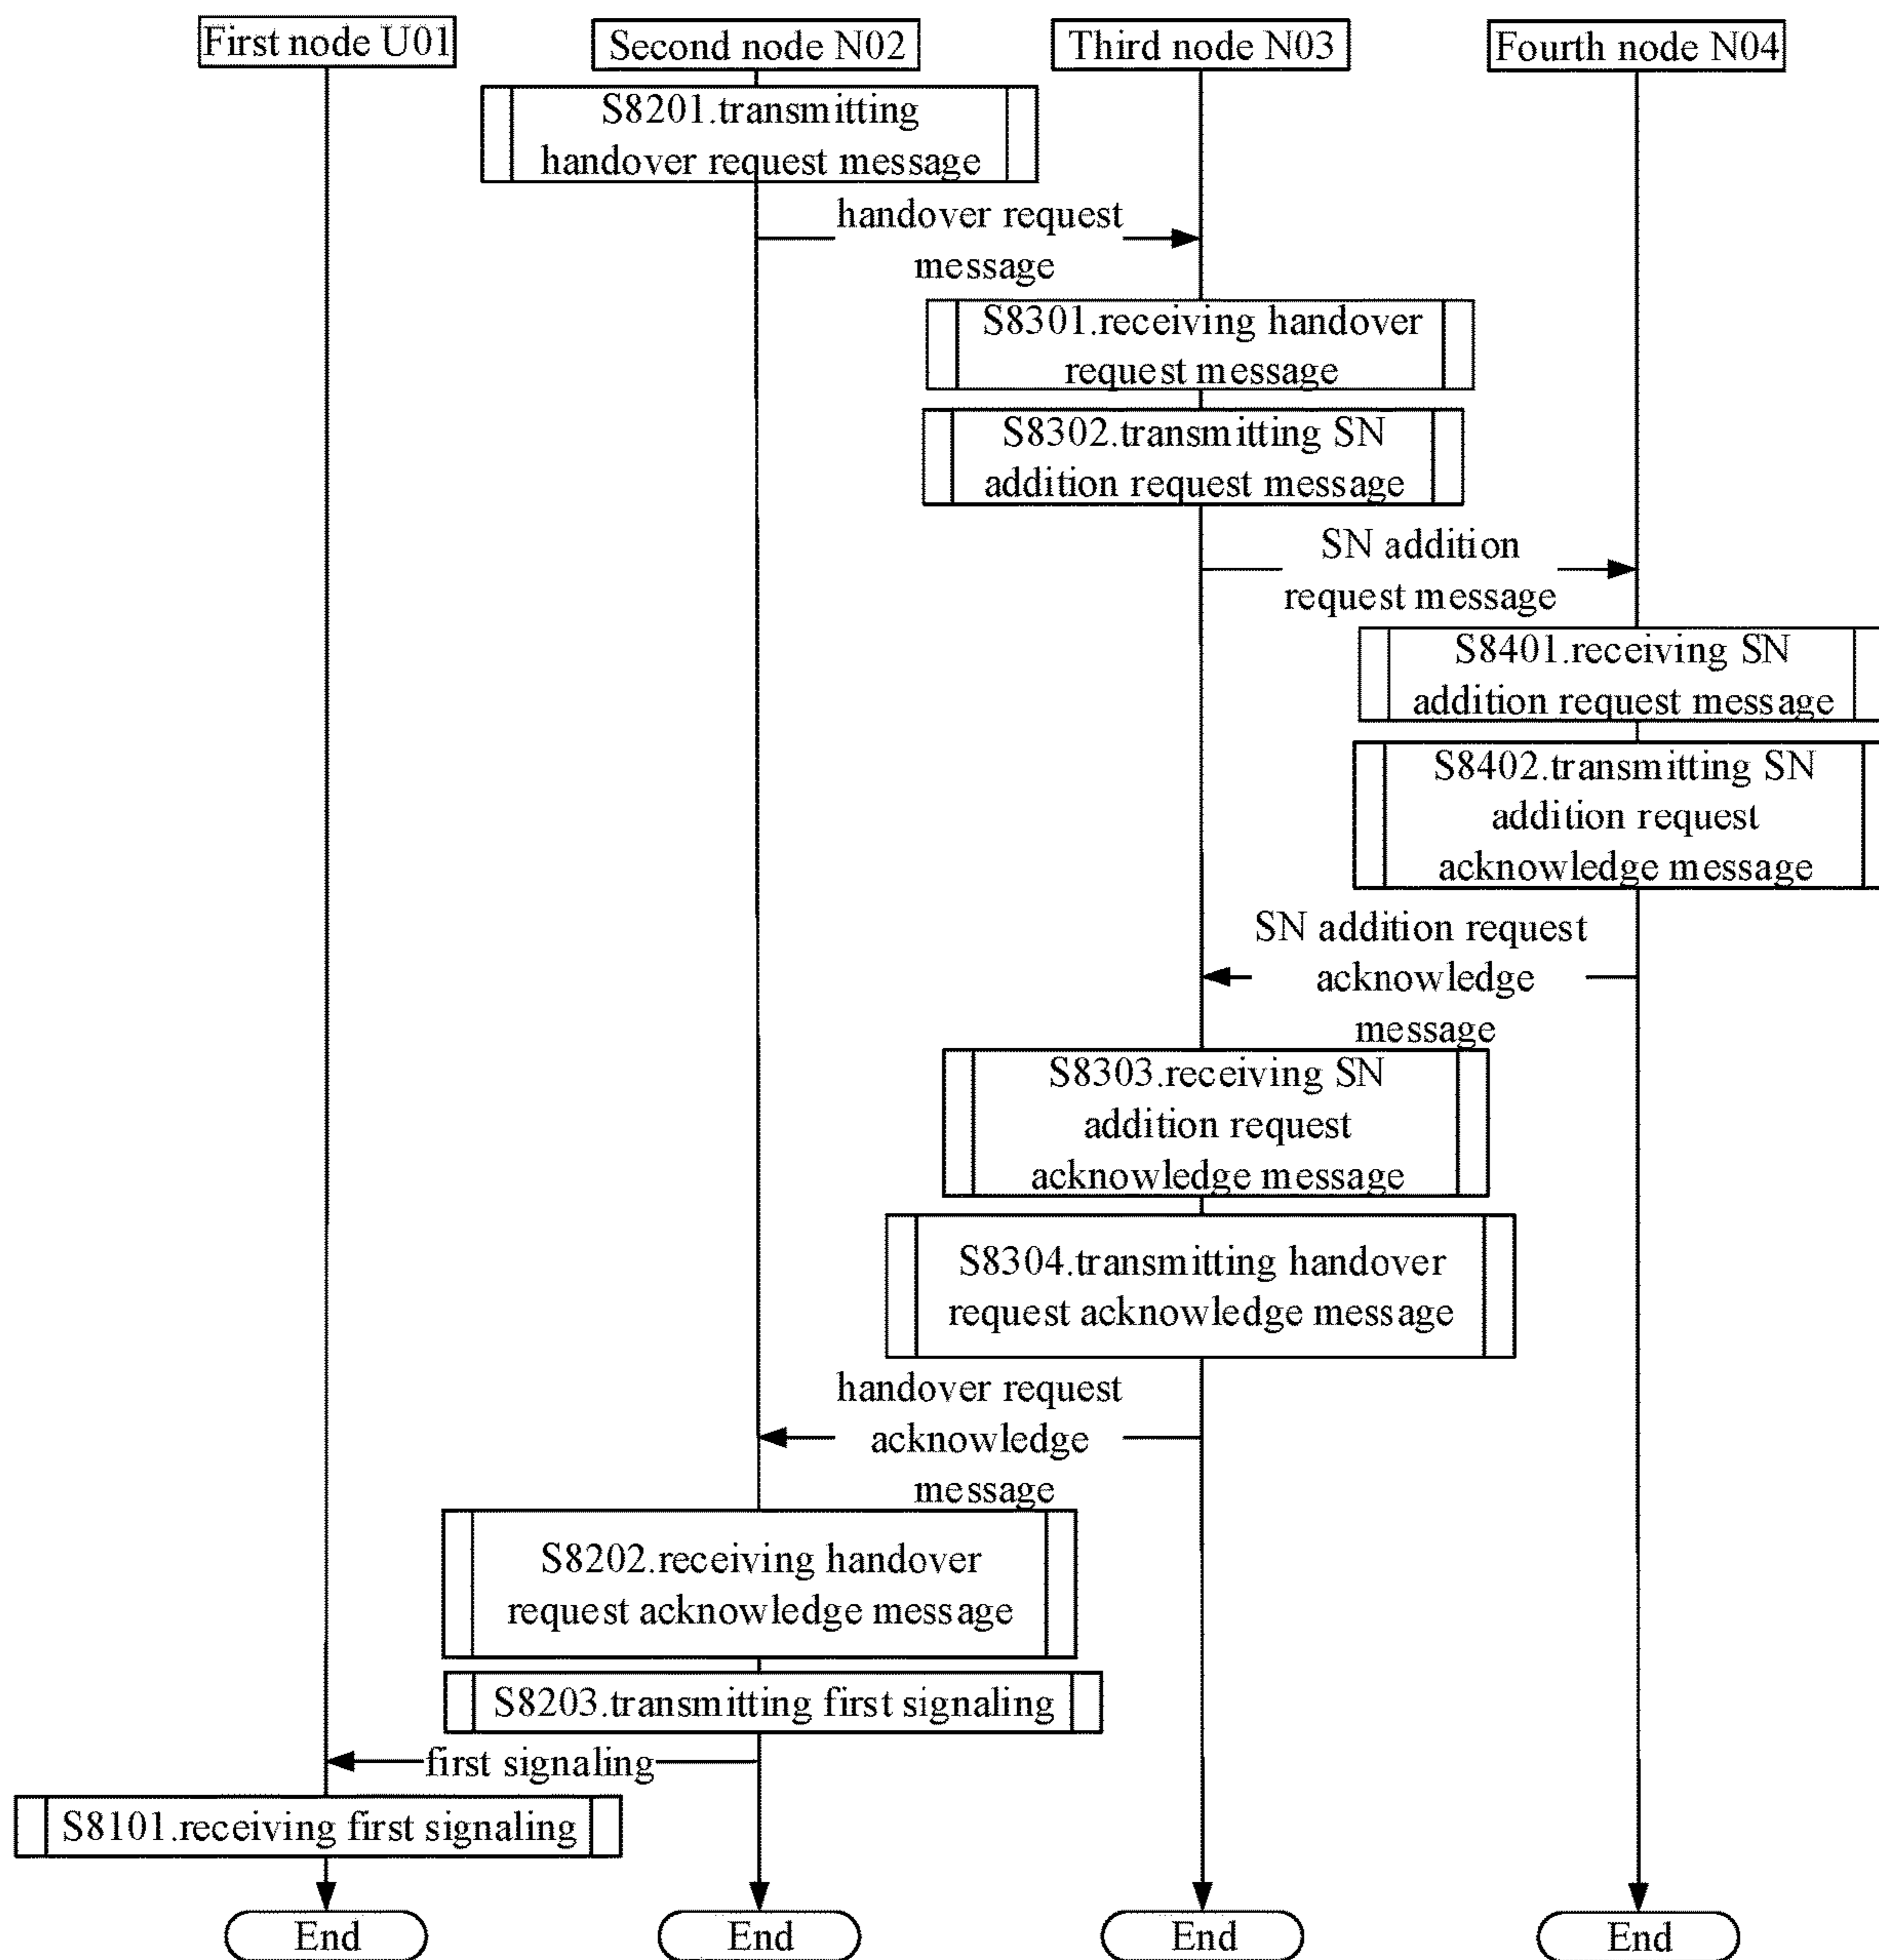 First node U01
Second node N02
Third node N03
Fourth node N04
S8201.transmitting
handover request message
handover request
message
S8301.receiving handover
request message
S8302.transmitting SN
addition request message
SN addition
request message
S8401.receiving SN
addition request message
S8402.transmitting SN
addition request
acknowledge message
SN addition request
acknowledge
message
S8303.receiving SN
addition request
acknowledge message
S8304.transmitting handover
request acknowledge message
handover request
acknowledge
message
S8202.receiving handover
request acknowledge message
S8203.transmitting first signaling
first signaling
S8101.receiving first signaling
End
End
End
End